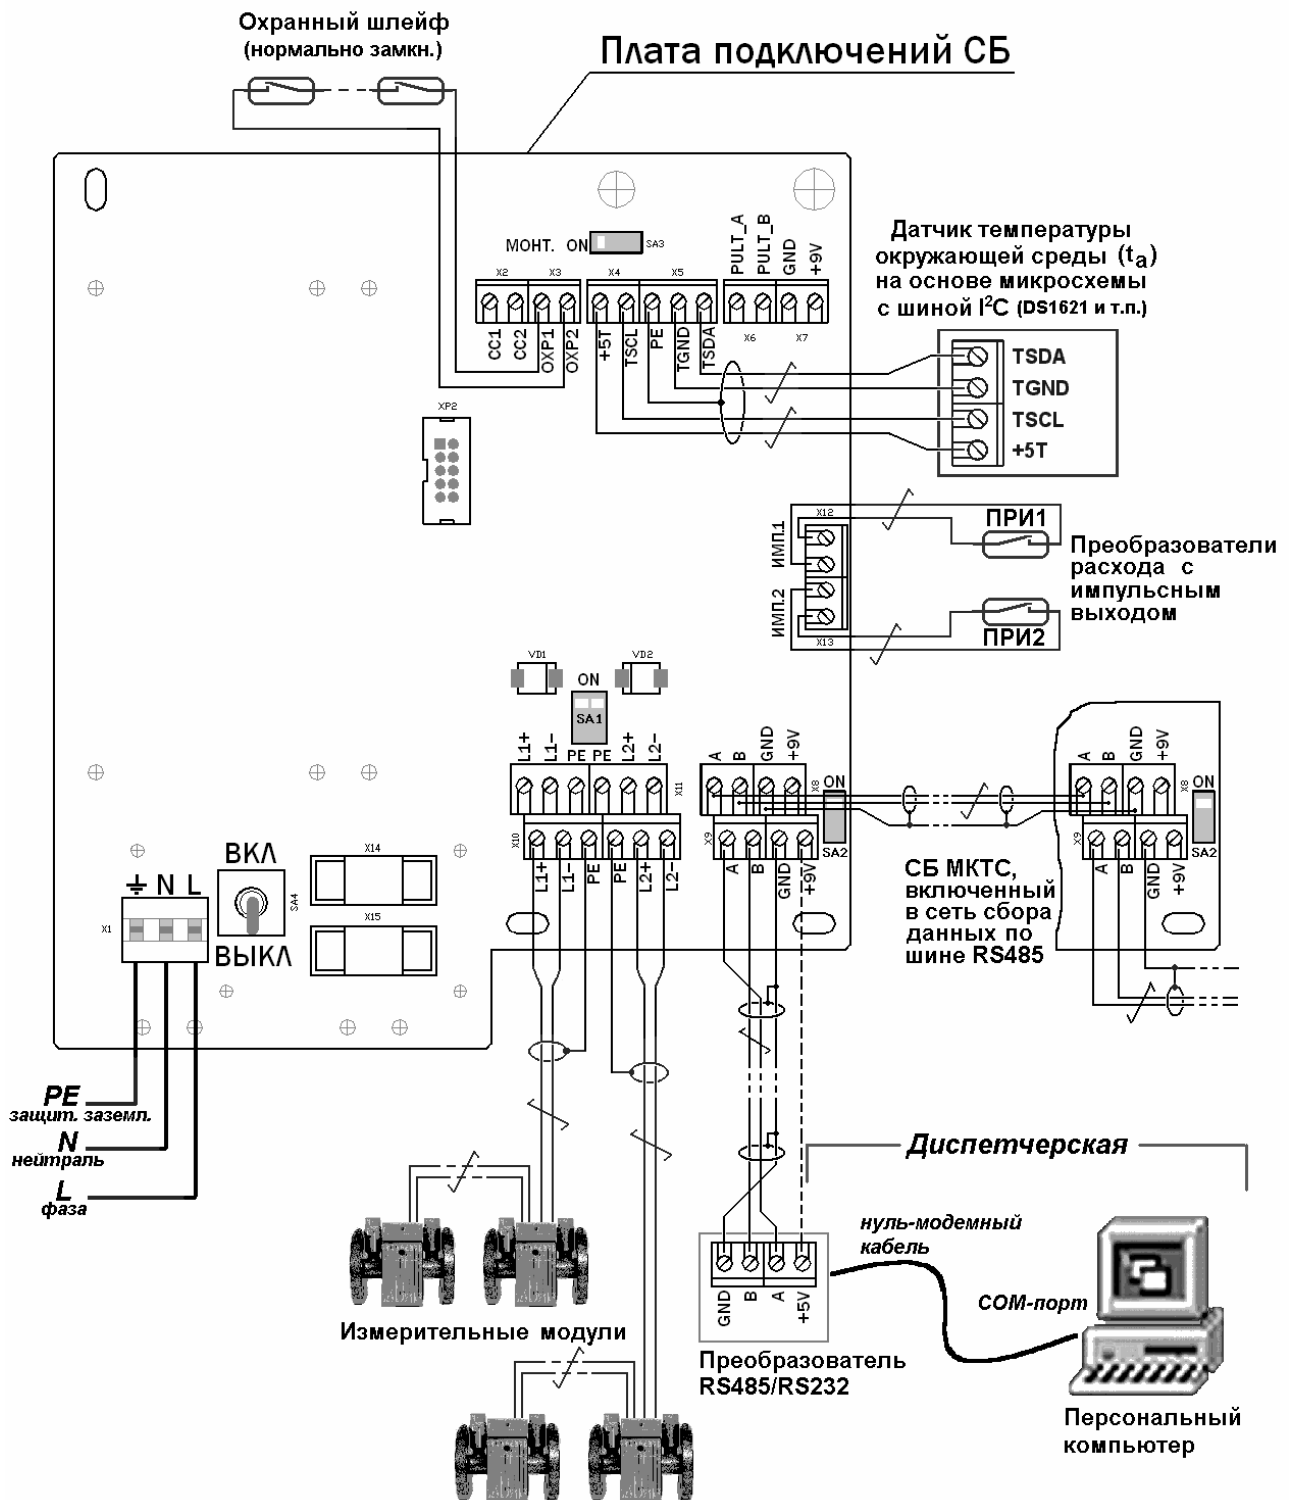 Охранный шлейф
(нормально замкн.)
Плата подключений СБ
МОНТ. ON SA3
X2 X3 X4 X5
CC1 CC2 OXP1 OXP2 +5T TSCL PE TGND TSDA
PULT_A PULT_B GND +9V
X6 X7
Датчик температуры
окружающей среды (ta)
на основе микросхемы
с шиной I²C (DS1621 и т.п.)
TSDA
TGND
TSCL
+5T
XP2
X12
ИМП.1
ИМП.2
X13
ПРИ1
ПРИ2
Преобразователи
расхода с
импульсным
выходом
VD1 VD2
ON
SA1
L1+ L1- PE PE L2+ L2-
X11
X10
L1+ L1- PE PE L2+ L2-
A B GND +9V
X8 ON
X9 SA2
A B GND +9V
A B GND +9V
X8 ON
X9 SA2
A B GND +9V
СБ МКТС,
включенный
в сеть сбора
данных по
шине RS485
ВКЛ
ВЫКЛ
SA4
X14
X15
N L
X1
PE
защит. заземл.
N
нейтраль
L
фаза
Диспетчерская
нуль-модемный
кабель
COM-порт
GND B A +5V
Измерительные модули
Преобразователь
RS485/RS232
Персональный
компьютер